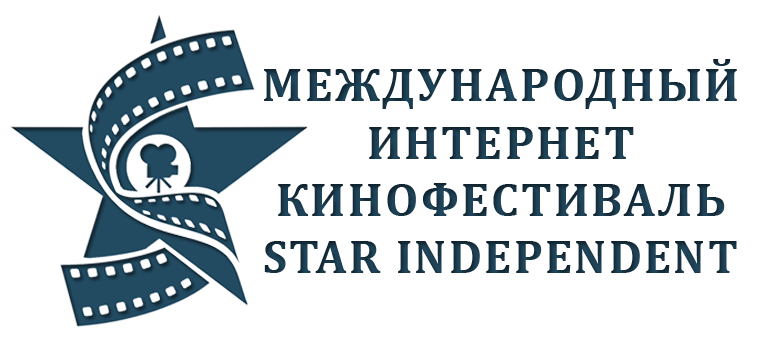 МЕЖДУНАРОДНЫЙ
ИНТЕРНЕТ
КИНОФЕСТИВАЛЬ
STAR INDEPENDENT